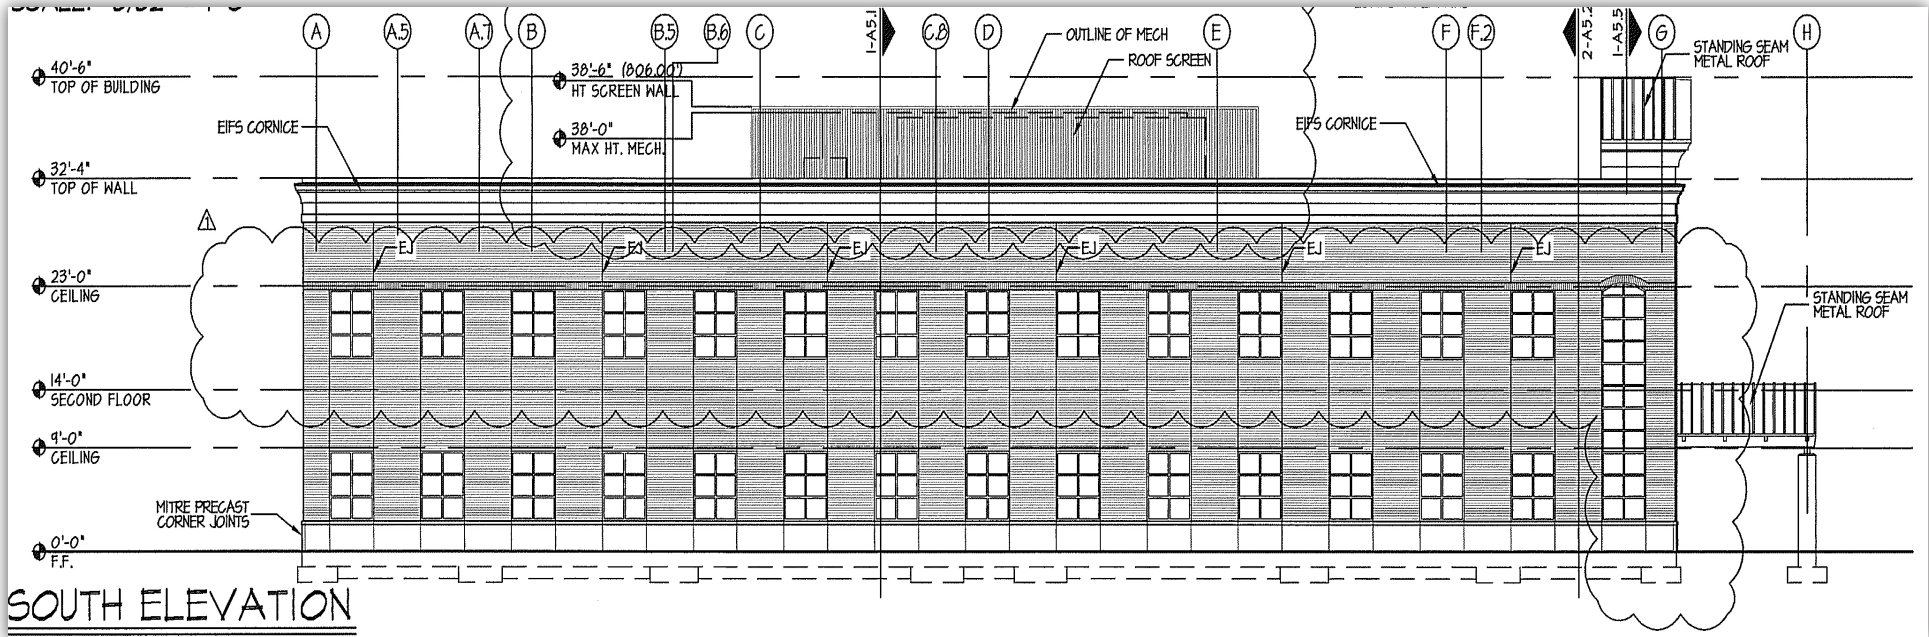 A
A.5
A.7
B
B.5
B.6
C
1-A5.1
C.8
D
E
F
F.2
2-A5.2
1-A5.5
G
H
OUTLINE OF MECH
ROOF SCREEN
STANDING SEAM
METAL ROOF
40'-6"
TOP OF BUILDING
38'-6" (806.00')
HT SCREEN WALL
38'-0"
MAX HT. MECH.
EIFS CORNICE
EIFS CORNICE
32'-4"
TOP OF WALL
1
EJ
EJ
EJ
EJ
EJ
EJ
23'-0"
CEILING
STANDING SEAM
METAL ROOF
14'-0"
SECOND FLOOR
9'-0"
CEILING
MITRE PRECAST
CORNER JOINTS
0'-0"
F.F.
SOUTH ELEVATION